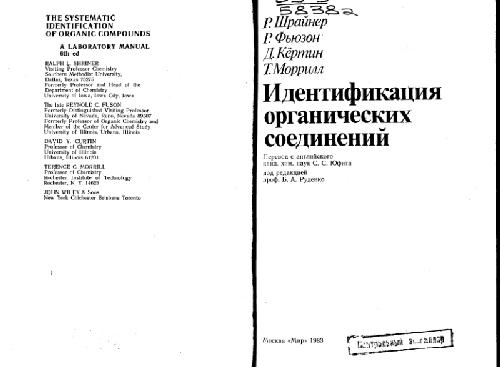 THE SYSTEMATIC
IDENTIFICATION
OF ORGANIC COMPOUNDS
A LABORATORY MANUAL
6th ed
RALPH L. SHRINER
Visiting Professor Chemistry
Southern Methodist University,
Dallas, Texas 75275
Formerly Professor and Head of the
Department of Chemistry
University of Iowa, Iowa City, Iowa
The late REYNOLD C. FUSON
Formerly Distinguished Visiting Professor
University of Nevada, Reno, Nevada 89507
Formerly Professor of Organic Chemistry and
Member of the Center for Advanced Study
University of Illinois, Urbana, Illinois
DAVID Y. CURTIN
Professor of Chemistry
University of Illinois
Urbana, Illinois 61801
TERENCE C. MORRILL
Professor of Chemistry
Rochester Institute of Technology
Rochester, N. Y. 14623
JOHN WILEY & Sons
New York Chichester Brisbane Toronto
58382
Р. Шрайнер
Р. Фьюзон
Д. Кёртин
Т. Моррилл
Идентификация
органических
соединений
Перевод с английского
канд. хим. наук С. С. Юфита
под редакцией
проф. Б. А. Руденко
Москва «Мир» 1983